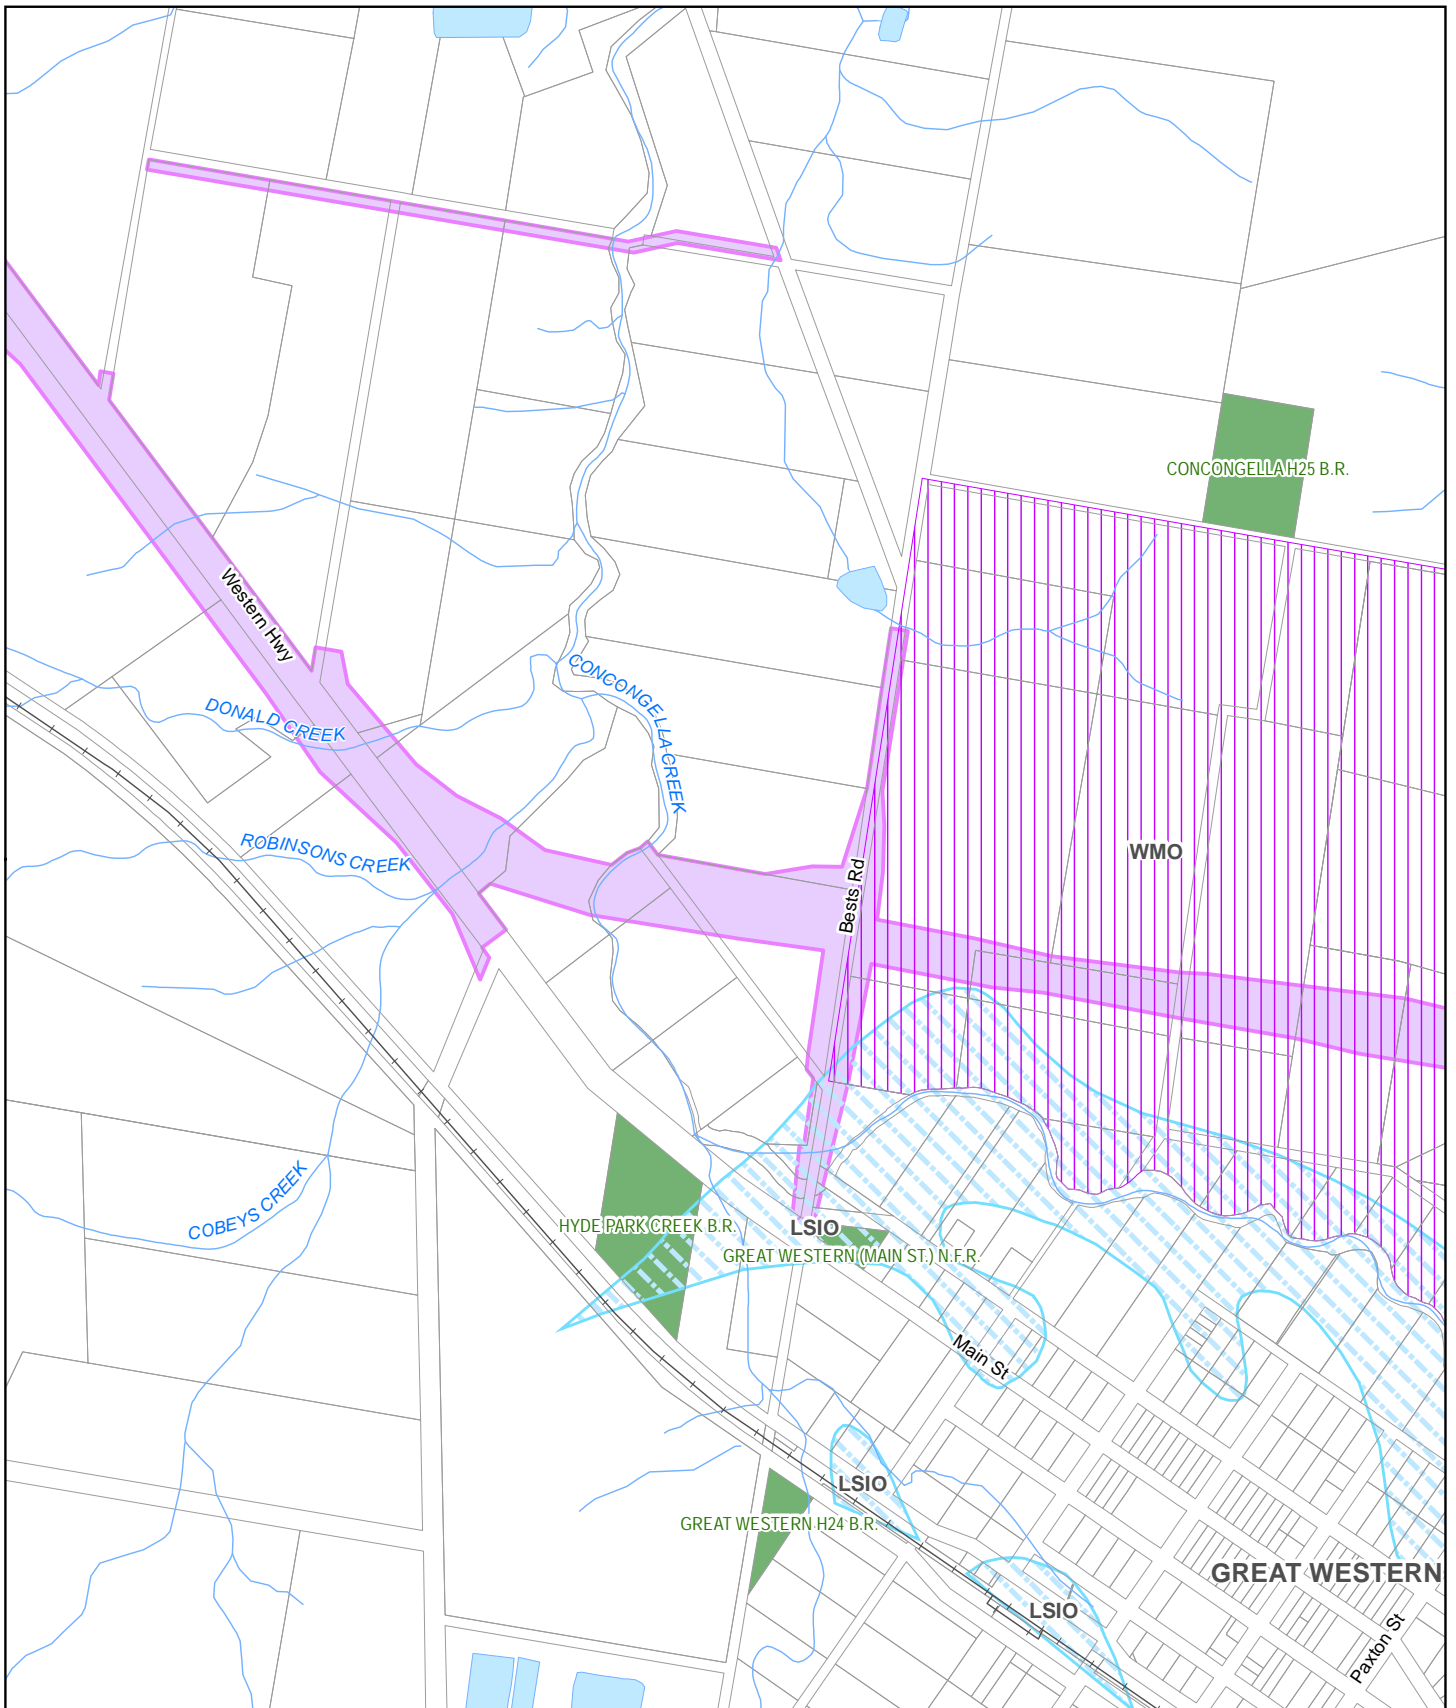 CONCONGELLA H25 B.R.
Western Hwy
CONCONGELLA CREEK
DONALD CREEK
ROBINSONS CREEK
WMO
Bests Rd
COBEYS CREEK
HYDE PARK CREEK B.R.
LSIO
GREAT WESTERN (MAIN ST.) N.F.R.
Main St
LSIO
GREAT WESTERN H24 B.R.
GREAT WESTERN
LSIO
Paxton St